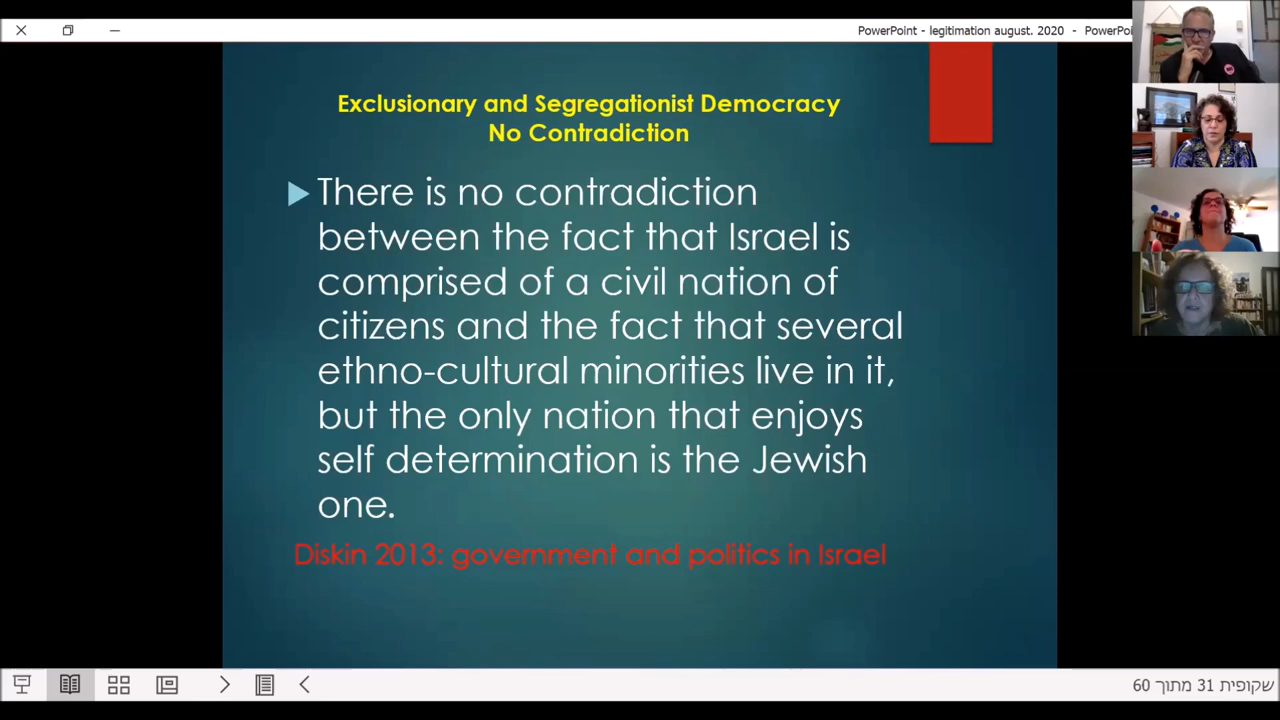 PowerPoint - legitimation august. 2020 - PowerPoi
Exclusionary and Segregationist Democracy
No Contradiction
There is no contradiction
between the fact that Israel is
comprised of a civil nation of
citizens and the fact that several
ethno-cultural minorities live in it,
but the only nation that enjoys
self determination is the Jewish
one.
Diskin 2013: government and politics in Israel
שקופית 31 מתוך 60